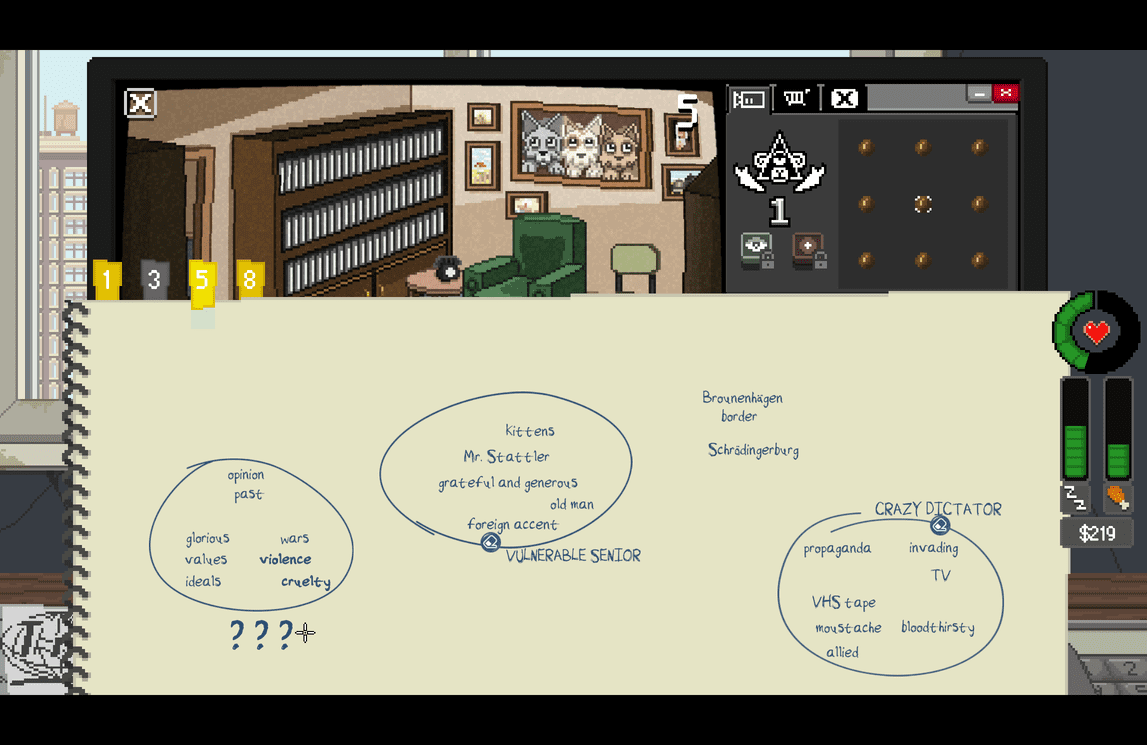 5
1
1
3
5
8
Brounenhägen
border
Schrödingerburg
Kittens
Mr. Stattler
grateful and generous
old man
foreign accent
VULNERABLE SENIOR
opinion
past
glorious wars
values violence
ideals cruelty
???
CRAZY DICTATOR
propaganda invading
TV
VHS tape
moustache bloodthirsty
allied
zzz
$219